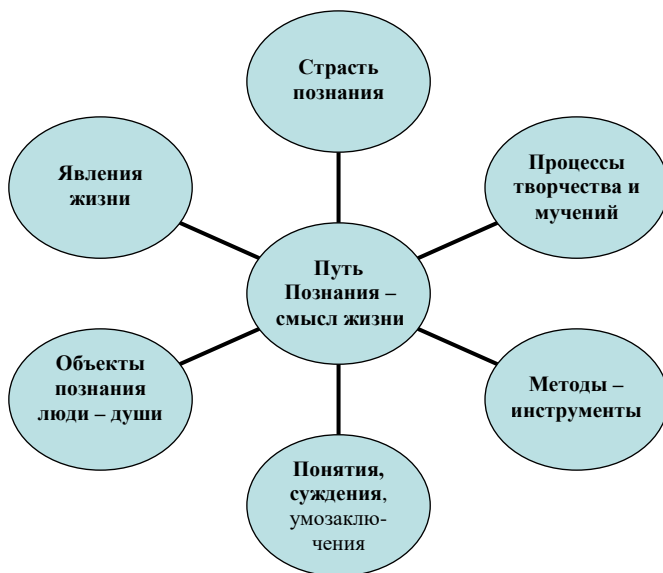 Страсть
познания
Явления
жизни
Процессы
творчества и
мучений
Путь
Познания –
смысл жизни
Объекты
познания
люди – души
Методы –
инструменты
Понятия,
суждения,
умозаклю-
чения